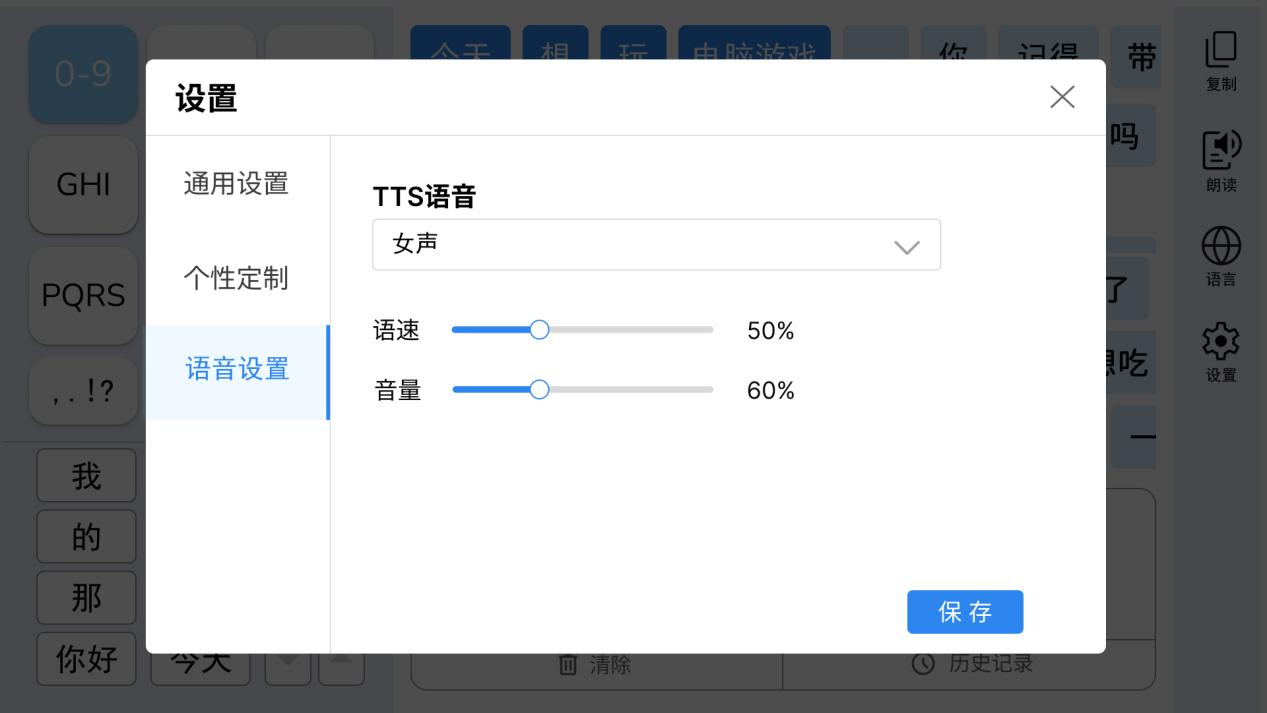 设置
通用设置
个性定制
语音设置
TTS语音
女声
语速 50%
音量 60%
保存
0-9
GHI
PQRS
, . !?
我
的
那
你好 今天
今天 想 玩 电脑游戏 你 记得 带
吗
了
想吃
一
清除 历史记录
复制
朗读
语言
设置